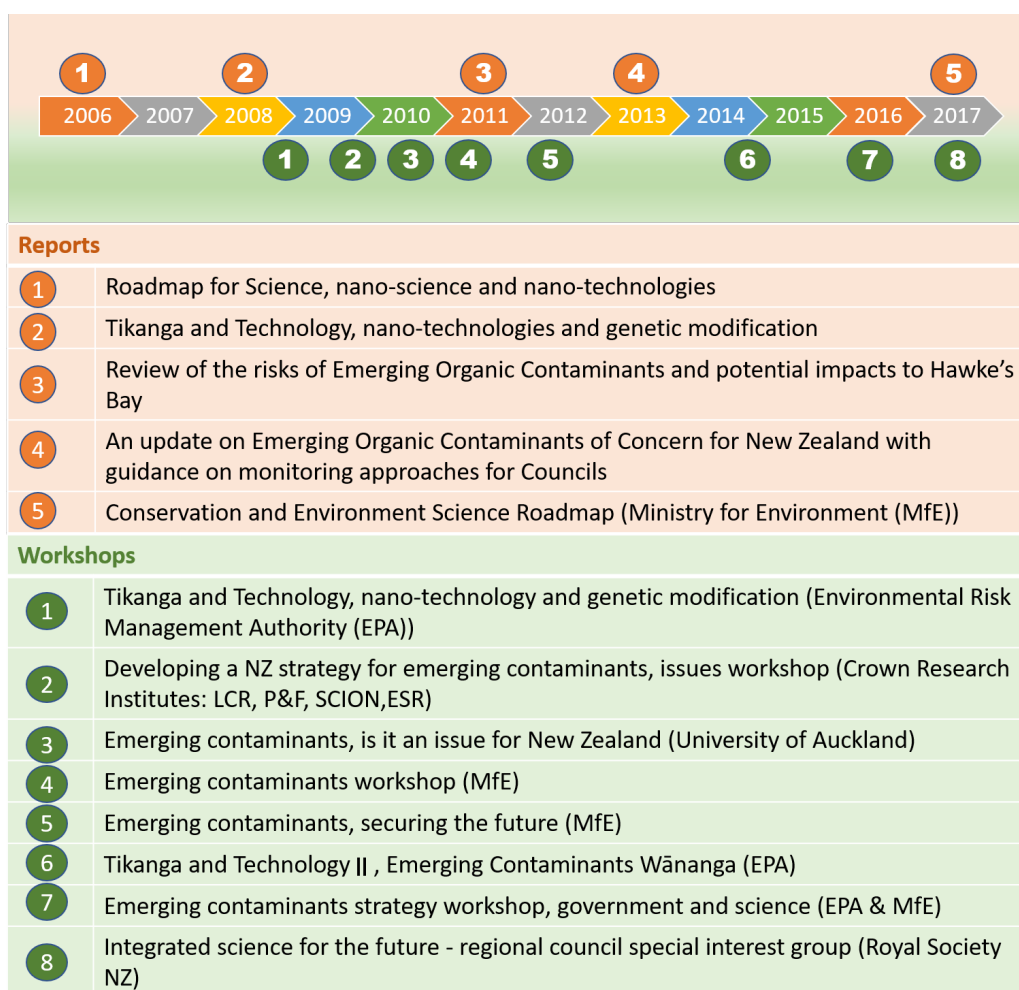 1 2 3 4 5
2006 2007 2008 2009 2010 2011 2012 2013 2014 2015 2016 2017
1 2 3 4 5 6 7 8
Reports
1 Roadmap for Science, nano-science and nano-technologies
2 Tikanga and Technology, nano-technologies and genetic modification
3 Review of the risks of Emerging Organic Contaminants and potential impacts to Hawke’s
Bay
4 An update on Emerging Organic Contaminants of Concern for New Zealand with
guidance on monitoring approaches for Councils
5 Conservation and Environment Science Roadmap (Ministry for Environment (MfE))
Workshops
1 Tikanga and Technology, nano-technology and genetic modification (Environmental Risk
Management Authority (EPA))
2 Developing a NZ strategy for emerging contaminants, issues workshop (Crown Research
Institutes: LCR, P&F, SCION,ESR)
3 Emerging contaminants, is it an issue for New Zealand (University of Auckland)
4 Emerging contaminants workshop (MfE)
5 Emerging contaminants, securing the future (MfE)
6 Tikanga and Technology || , Emerging Contaminants Wānanga (EPA)
7 Emerging contaminants strategy workshop, government and science (EPA & MfE)
8 Integrated science for the future - regional council special interest group (Royal Society
NZ)